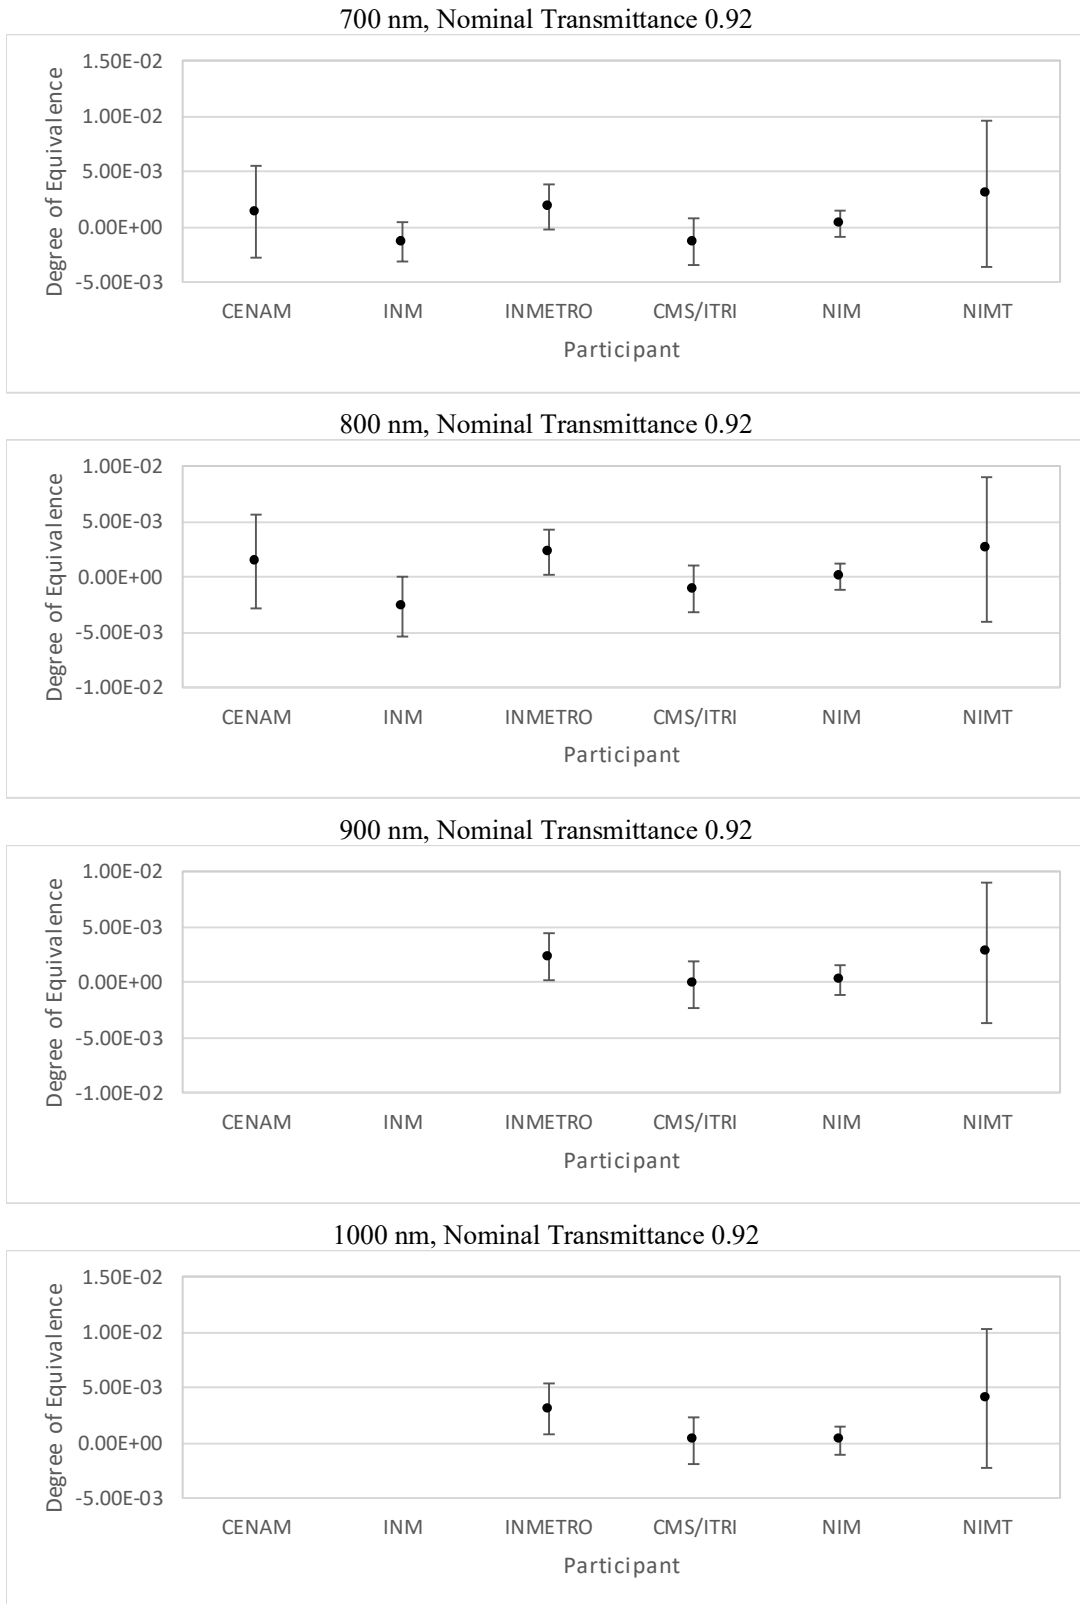 700 nm, Nominal Transmittance 0.92
Degree of Equivalence
1.50E-02
1.00E-02
5.00E-03
0.00E+00
-5.00E-03
CENAM INM INMETRO CMS/ITRI NIM NIMT
Participant
800 nm, Nominal Transmittance 0.92
Degree of Equivalence
1.00E-02
5.00E-03
0.00E+00
-5.00E-03
-1.00E-02
CENAM INM INMETRO CMS/ITRI NIM NIMT
Participant
900 nm, Nominal Transmittance 0.92
Degree of Equivalence
1.00E-02
5.00E-03
0.00E+00
-5.00E-03
-1.00E-02
CENAM INM INMETRO CMS/ITRI NIM NIMT
Participant
1000 nm, Nominal Transmittance 0.92
Degree of Equivalence
1.50E-02
1.00E-02
5.00E-03
0.00E+00
-5.00E-03
CENAM INM INMETRO CMS/ITRI NIM NIMT
Participant